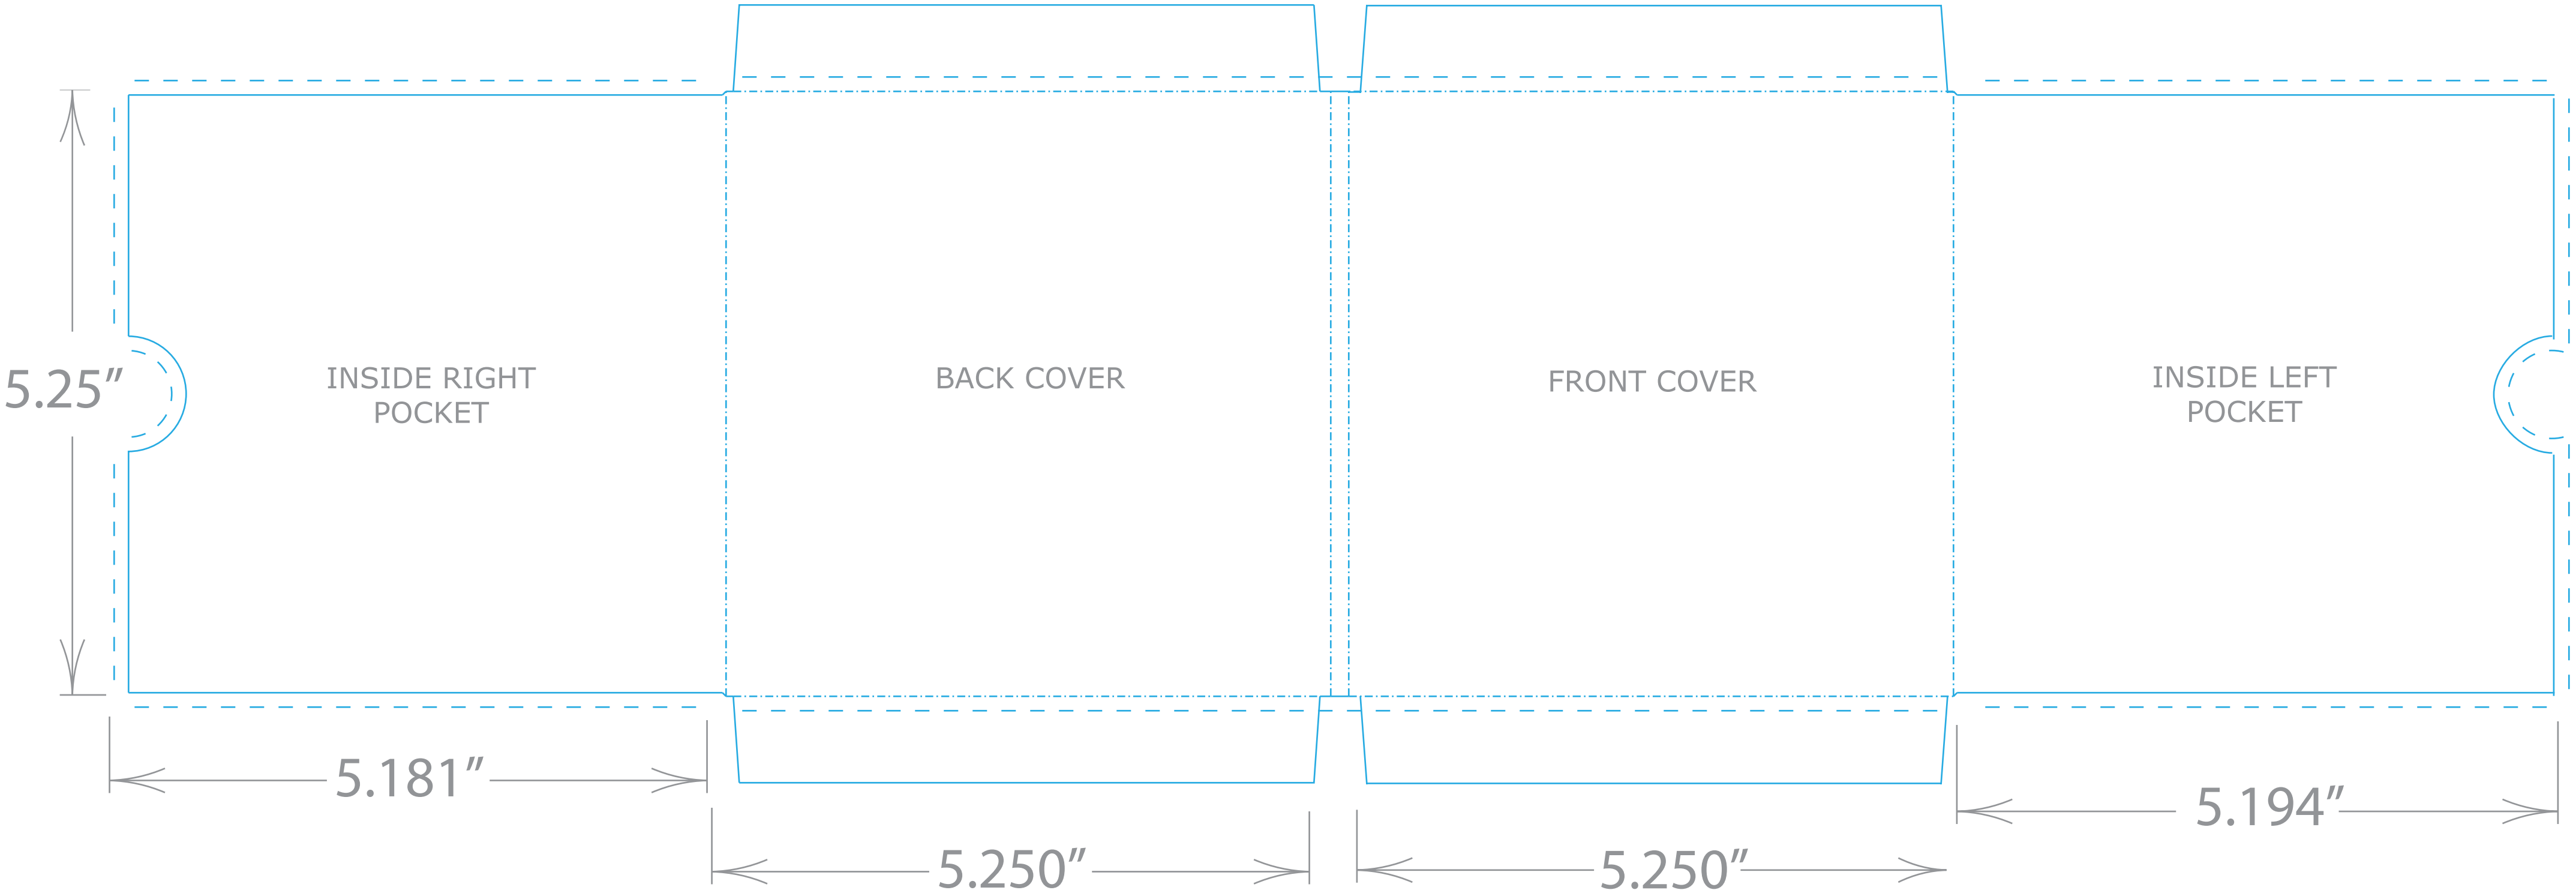 5.25”
INSIDE RIGHT
POCKET
BACK COVER
FRONT COVER
INSIDE LEFT
POCKET
5.181”
5.250”
5.250”
5.194”